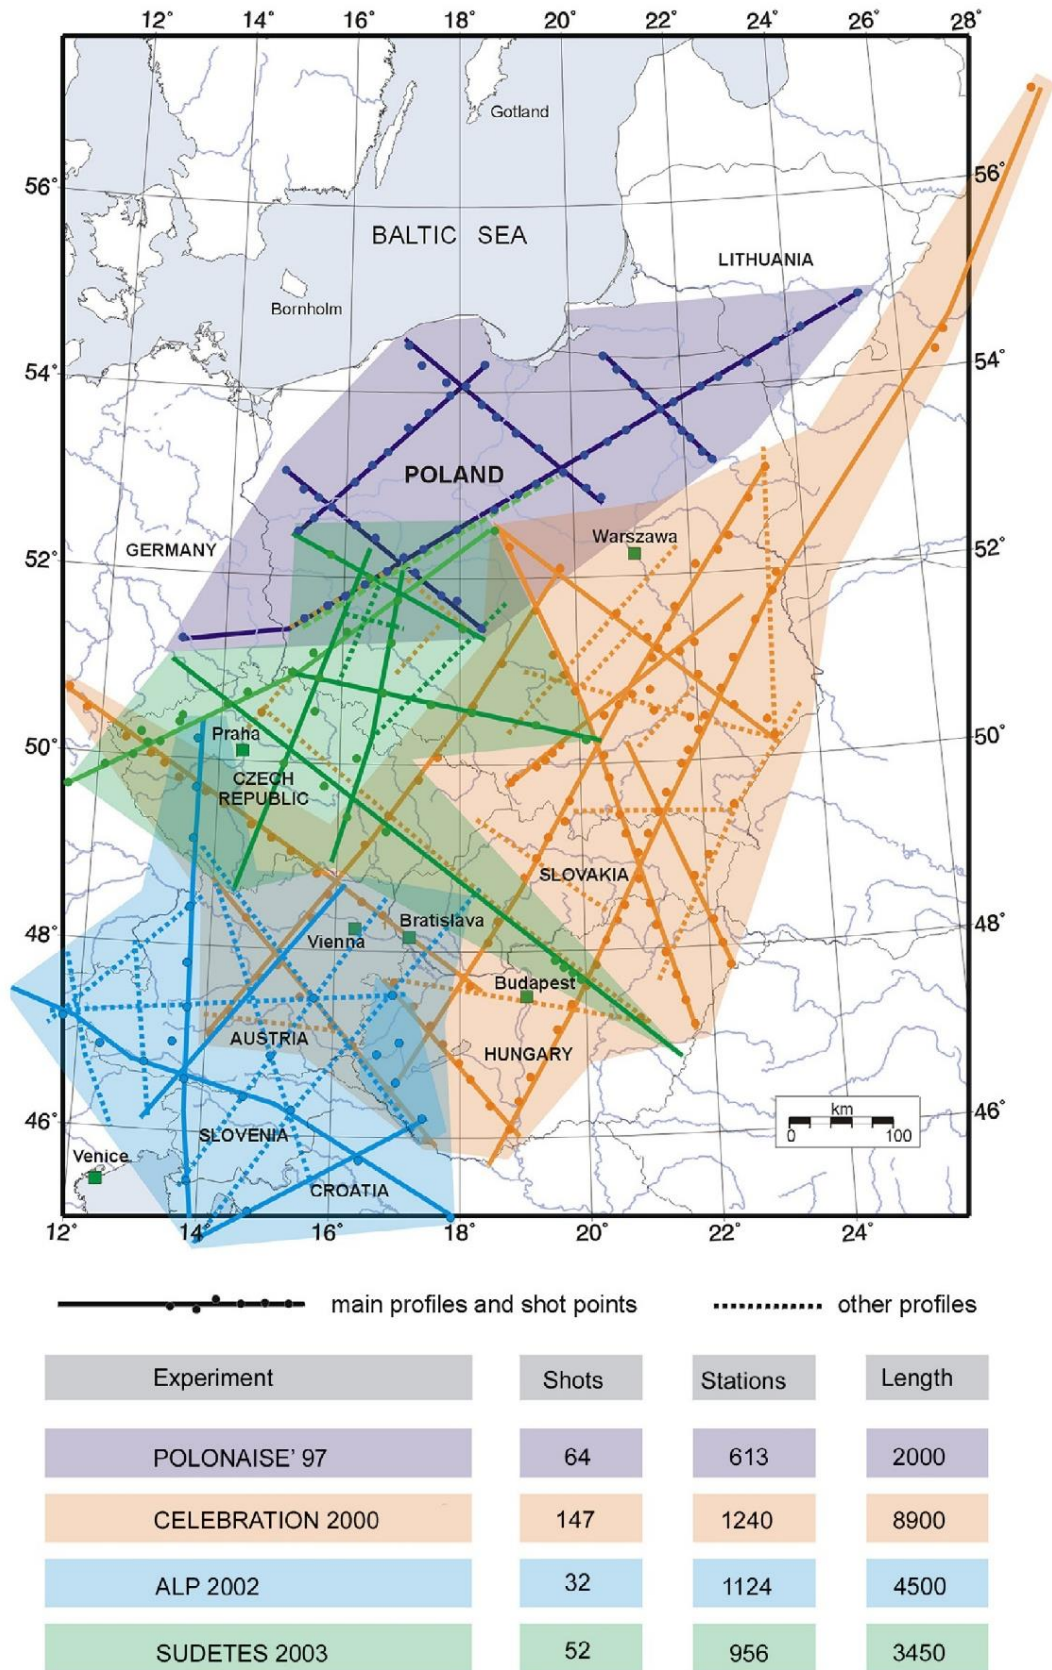 12° 14° 16° 18° 20° 22° 24° 26° 28°
Gotland
56° 56°
BALTIC SEA
LITHUANIA
Bornholm
54° 54°
POLAND
Warszawa
GERMANY
52° 52°
Praha
50° 50°
CZECH
REPUBLIC
SLOVAKIA
Bratislava
48° 48°
Vienna
Budapest
AUSTRIA
HUNGARY
km
0 100
46° 46°
SLOVENIA
Venice
CROATIA
12° 14° 16° 18° 20° 22° 24°
main profiles and shot points other profiles
Experiment Shots Stations Length
POLONAISE' 97 64 613 2000
CELEBRATION 2000 147 1240 8900
ALP 2002 32 1124 4500
SUDETES 2003 52 956 3450